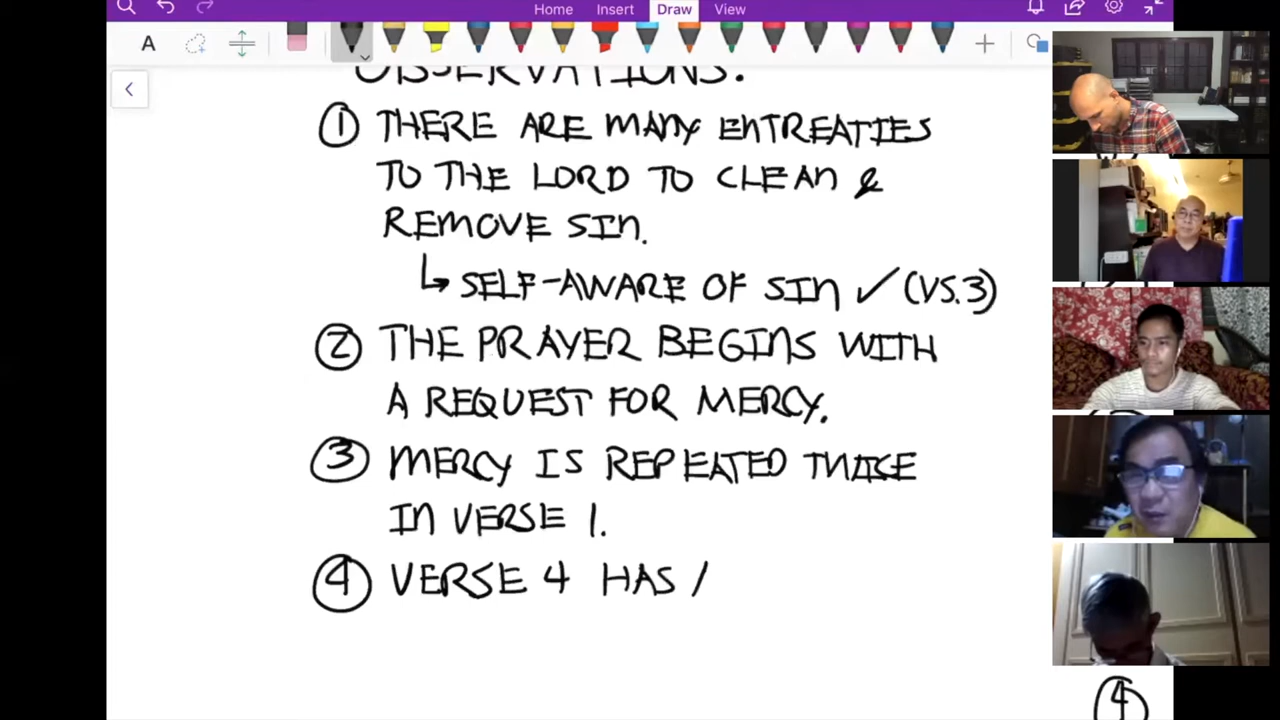 Home Insert Draw View
A
OBSERVATIONS:
① THERE ARE MANY ENTREATIES
TO THE LORD TO CLEAN &
REMOVE SIN.
↳ SELF-AWARE OF SIN ✓ (VS.3)
② THE PRAYER BEGINS WITH
A REQUEST FOR MERCY.
③ MERCY IS REPEATED TWICE
IN VERSE 1.
④ VERSE 4 HAS /
④